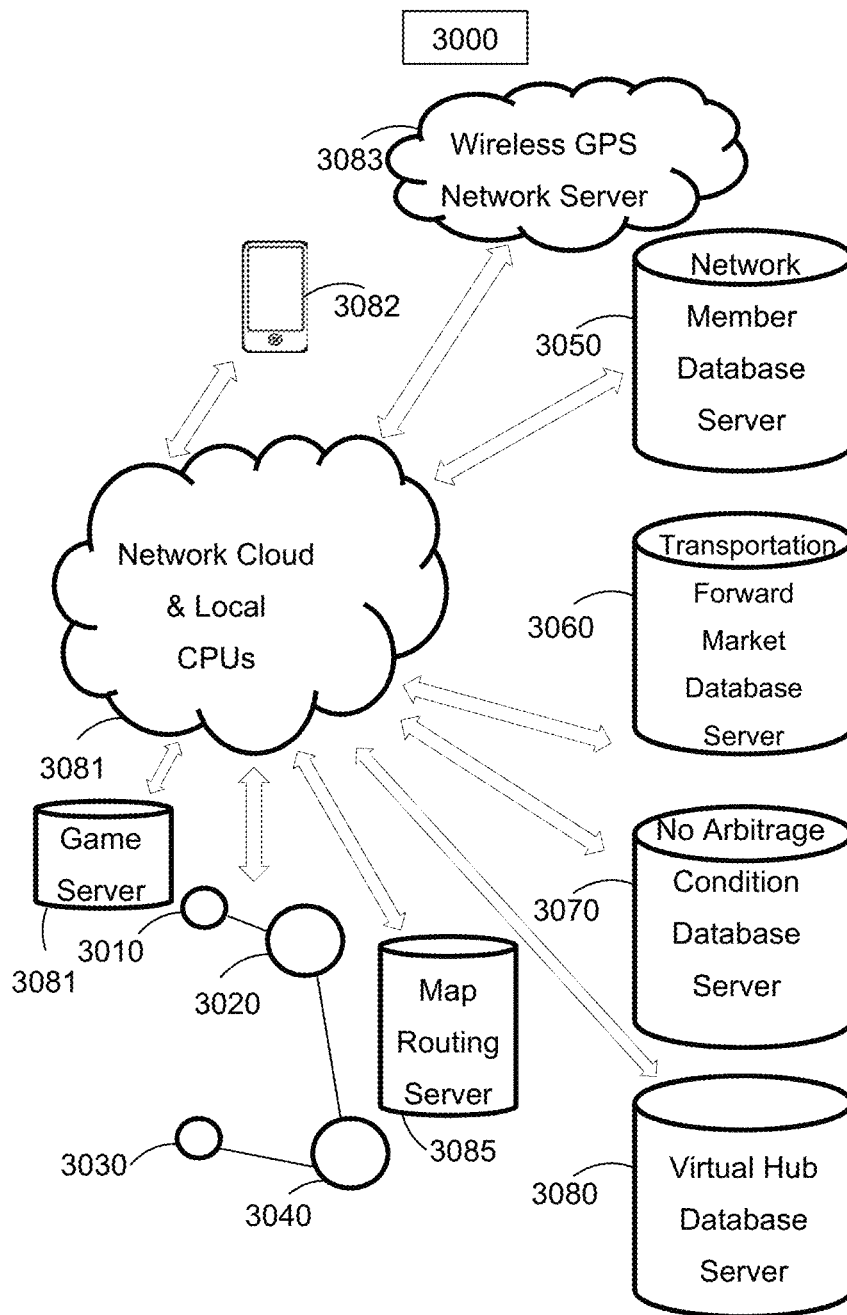 3000
Wireless GPS
Network Server
3083
3082
Network
Member
Database
Server
3050
Network Cloud
& Local
CPUs
3081
Transportation
Forward
Market
Database
Server
3060
Game
Server
3081
3010
3020
3030
3040
Map
Routing
Server
3085
No Arbitrage
Condition
Database
Server
3070
Virtual Hub
Database
Server
3080